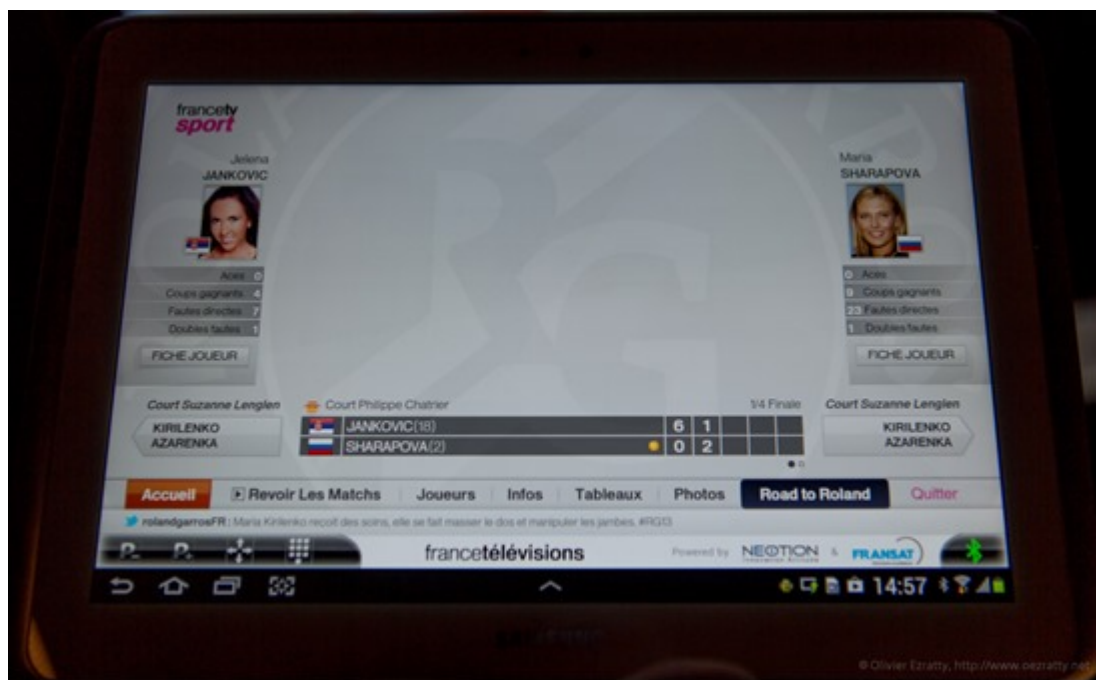 francetv
sport
Jelena
JANKOVIC
Aces 0
Coups gagnants 4
Fautes directes 7
Doubles fautes 1
FICHE JOUEUR
Maria
SHARAPOVA
0 Aces
9 Coups gagnants
23 Fautes directes
1 Doubles fautes
FICHE JOUEUR
Court Suzanne Lenglen
KIRILENKO
AZARENKA
Court Philippe Chatrier 1/4 Finale
JANKOVIC(18) 6 1
SHARAPOVA(2) 0 2
Court Suzanne Lenglen
KIRILENKO
AZARENKA
Accueil Revoir Les Matchs Joueurs Infos Tableaux Photos Road to Roland Quitter
rolandgarrosFR : Maria Kirilenko reçoit des soins, elle se fait masser le dos et manipuler les jambes. #RG13
P- P+ francetélévisions Powered by NEOTION & FRANSAT
14:57
SAMSUNG
© Olivier Ezratty, http://www.oezratty.net